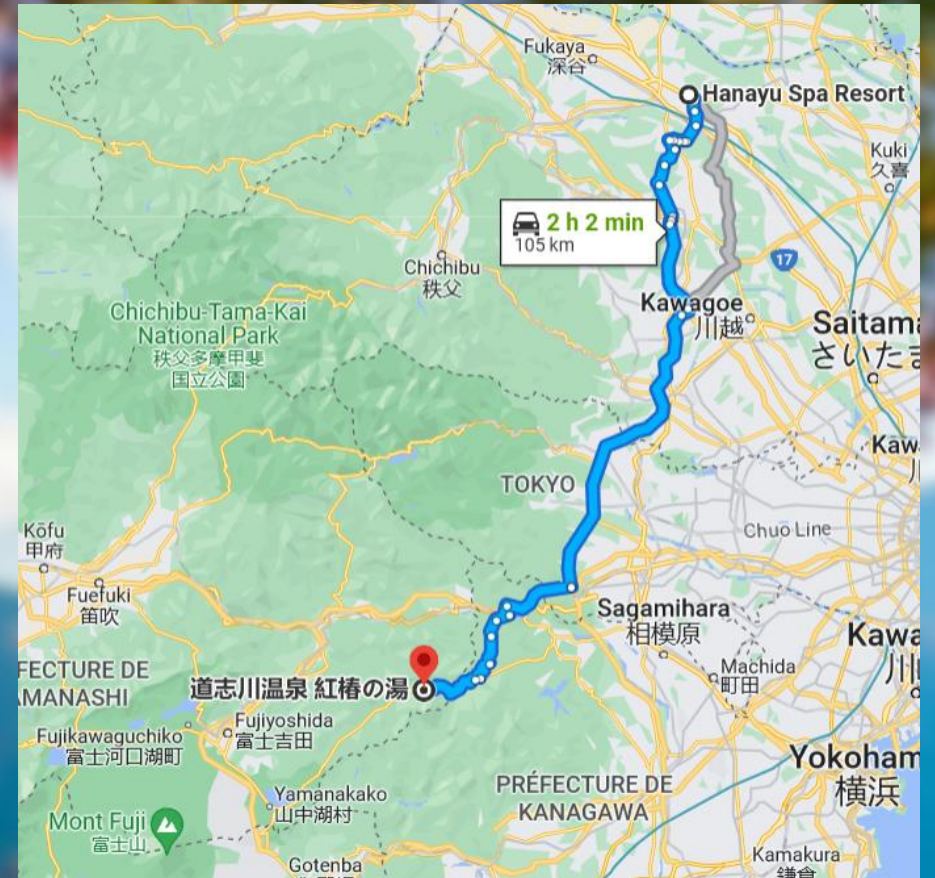 Fukaya
深谷
Hanayu Spa Resort
Kuki
久喜
2 h 2 min
105 km
17
Chichibu
秩父
Kawagoe
川越
Chichibu-Tama-Kai
National Park
秩父多摩甲斐
国立公園
Saitama
さいたま
Kaw
TOKYO
Chuo Line
Kōfu
甲府
Fuefuki
笛吹
Sagamihara
相模原
Kawa
川
FECTURE DE
AMANASHI
道志川温泉 紅椿の湯
Machida
町田
Fujikawaguchiko
富士河口湖町
Fujiyoshida
富士吉田
Yamanakako
山中湖村
PRÉFECTURE DE
KANAGAWA
Yokoham
横浜
Mont Fuji
富士山
Gotenba
Kamakura
鎌倉